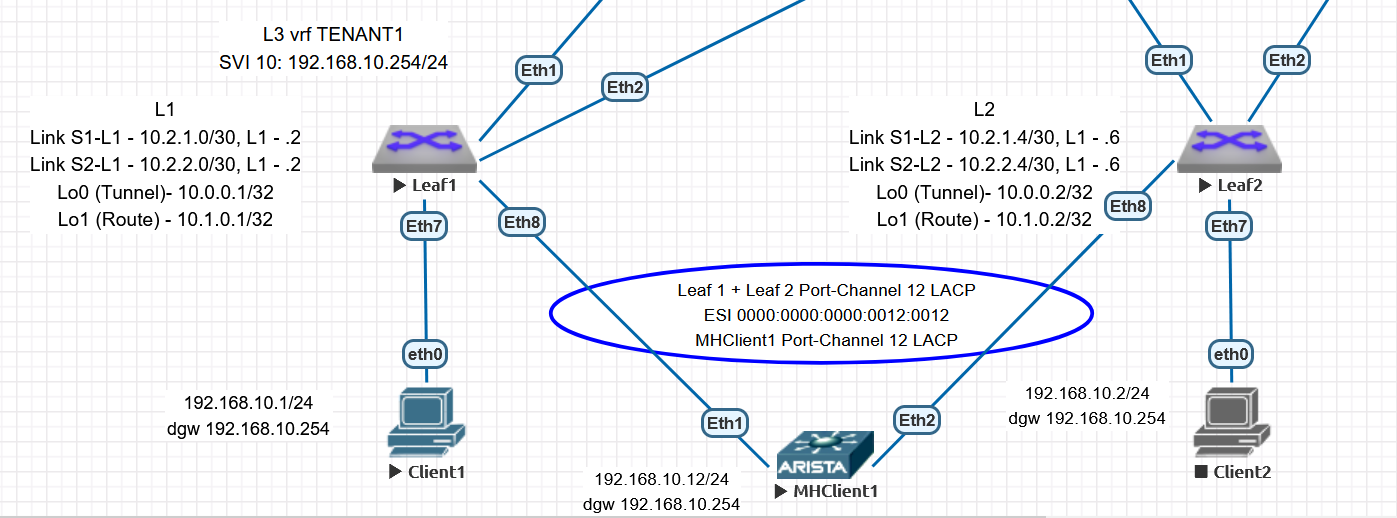 L3 vrf TENANT1
SVI 10: 192.168.10.254/24
Eth1
Eth2
Eth1
Eth2
L1
Link S1-L1 - 10.2.1.0/30, L1 - .2
Link S2-L1 - 10.2.2.0/30, L1 - .2
Lo0 (Tunnel)- 10.0.0.1/32
Lo1 (Route) - 10.1.0.1/32
Leaf1
L2
Link S1-L2 - 10.2.1.4/30, L1 - .6
Link S2-L2 - 10.2.2.4/30, L1 - .6
Lo0 (Tunnel)- 10.0.0.2/32
Lo1 (Route) - 10.1.0.2/32
Leaf2
Eth7
Eth8
Eth8
Eth7
Leaf 1 + Leaf 2 Port-Channel 12 LACP
ESI 0000:0000:0000:0012:0012
MHClient1 Port-Channel 12 LACP
eth0
eth0
192.168.10.1/24
dgw 192.168.10.254
Client1
Eth1
Eth2
192.168.10.2/24
dgw 192.168.10.254
Client2
ARISTA
192.168.10.12/24
dgw 192.168.10.254
MHClient1